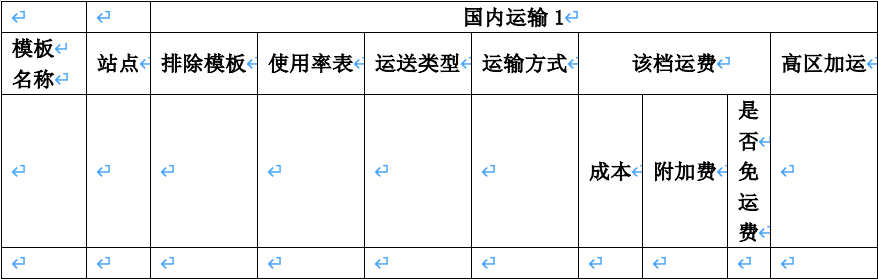 国内运输1
模板
名称
站点
排除模板
使用率表
运送类型
运输方式
该档运费
高区加运
成本
附加费
是
否
免
运
费